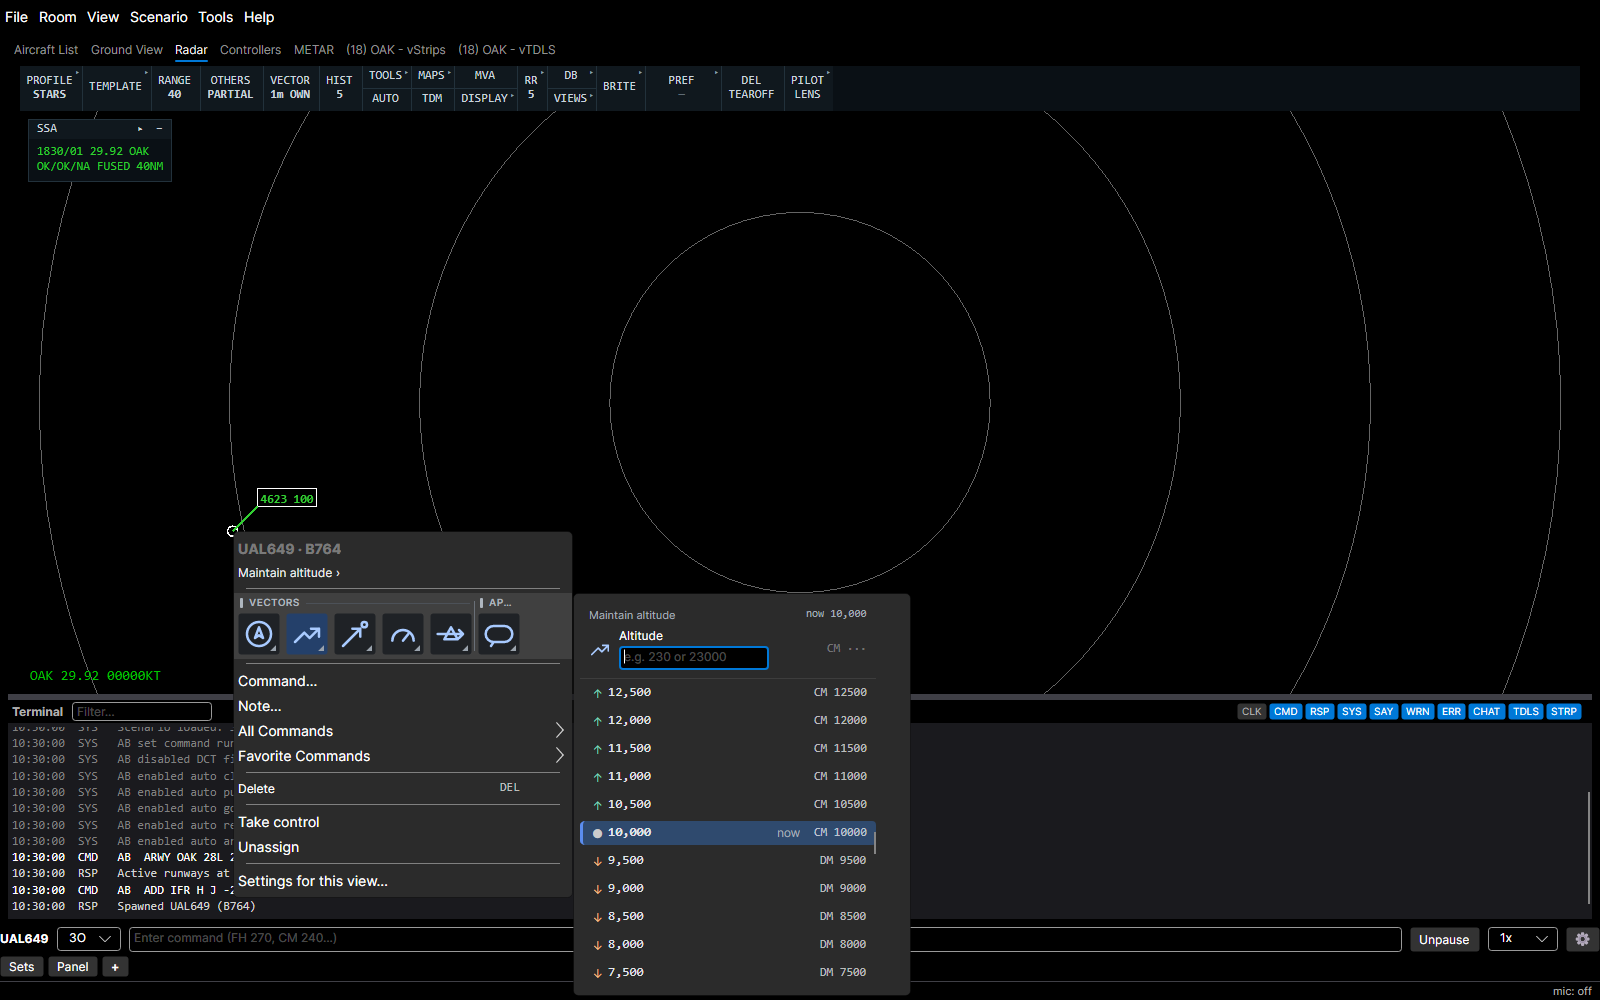 File Room View Scenario Tools Help
Aircraft List Ground View Radar Controllers METAR (18) OAK - vStrips (18) OAK - vTDLS
PROFILE STARS
TEMPLATE
RANGE 40
OTHERS PARTIAL
VECTOR 1m OWN
HIST 5
TOOLS
AUTO
MAPS
TDM
MVA
DISPLAY
RR 5
DB
VIEWS
BRITE
PREF
—
DEL TEAROFF
PILOT LENS
SSA
1830/01 29.92 OAK
OK/OK/NA FUSED 40NM
4623 100
OAK 29.92 00000KT
UAL649 · B764
Maintain altitude ›
VECTORS AP...
Command...
Note...
All Commands
Favorite Commands
Delete DEL
Take control
Unassign
Settings for this view...
Maintain altitude now 10,000
Altitude
e.g. 230 or 23000 CM ···
12,500 CM 12500
12,000 CM 12000
11,500 CM 11500
11,000 CM 11000
10,500 CM 10500
10,000 now CM 10000
9,500 DM 9500
9,000 DM 9000
8,500 DM 8500
8,000 DM 8000
7,500 DM 7500
Terminal Filter... CLK CMD RSP SYS SAY WRN ERR CHAT TDLS STRP
10:30:00 SYS Scenario loaded:
10:30:00 SYS AB set command
10:30:00 SYS AB disabled DCT
10:30:00 SYS AB enabled auto
10:30:00 SYS AB enabled auto
10:30:00 SYS AB enabled auto
10:30:00 SYS AB enabled auto
10:30:00 SYS AB enabled auto
10:30:00 CMD AB ARWY OAK 28L
10:30:00 RSP Active runways at
10:30:00 CMD AB ADD IFR H J
10:30:00 RSP Spawned UAL649 (B764)
UAL649 30 Enter command (FH 270, CM 240...) Unpause 1x
Sets Panel +
mic: off